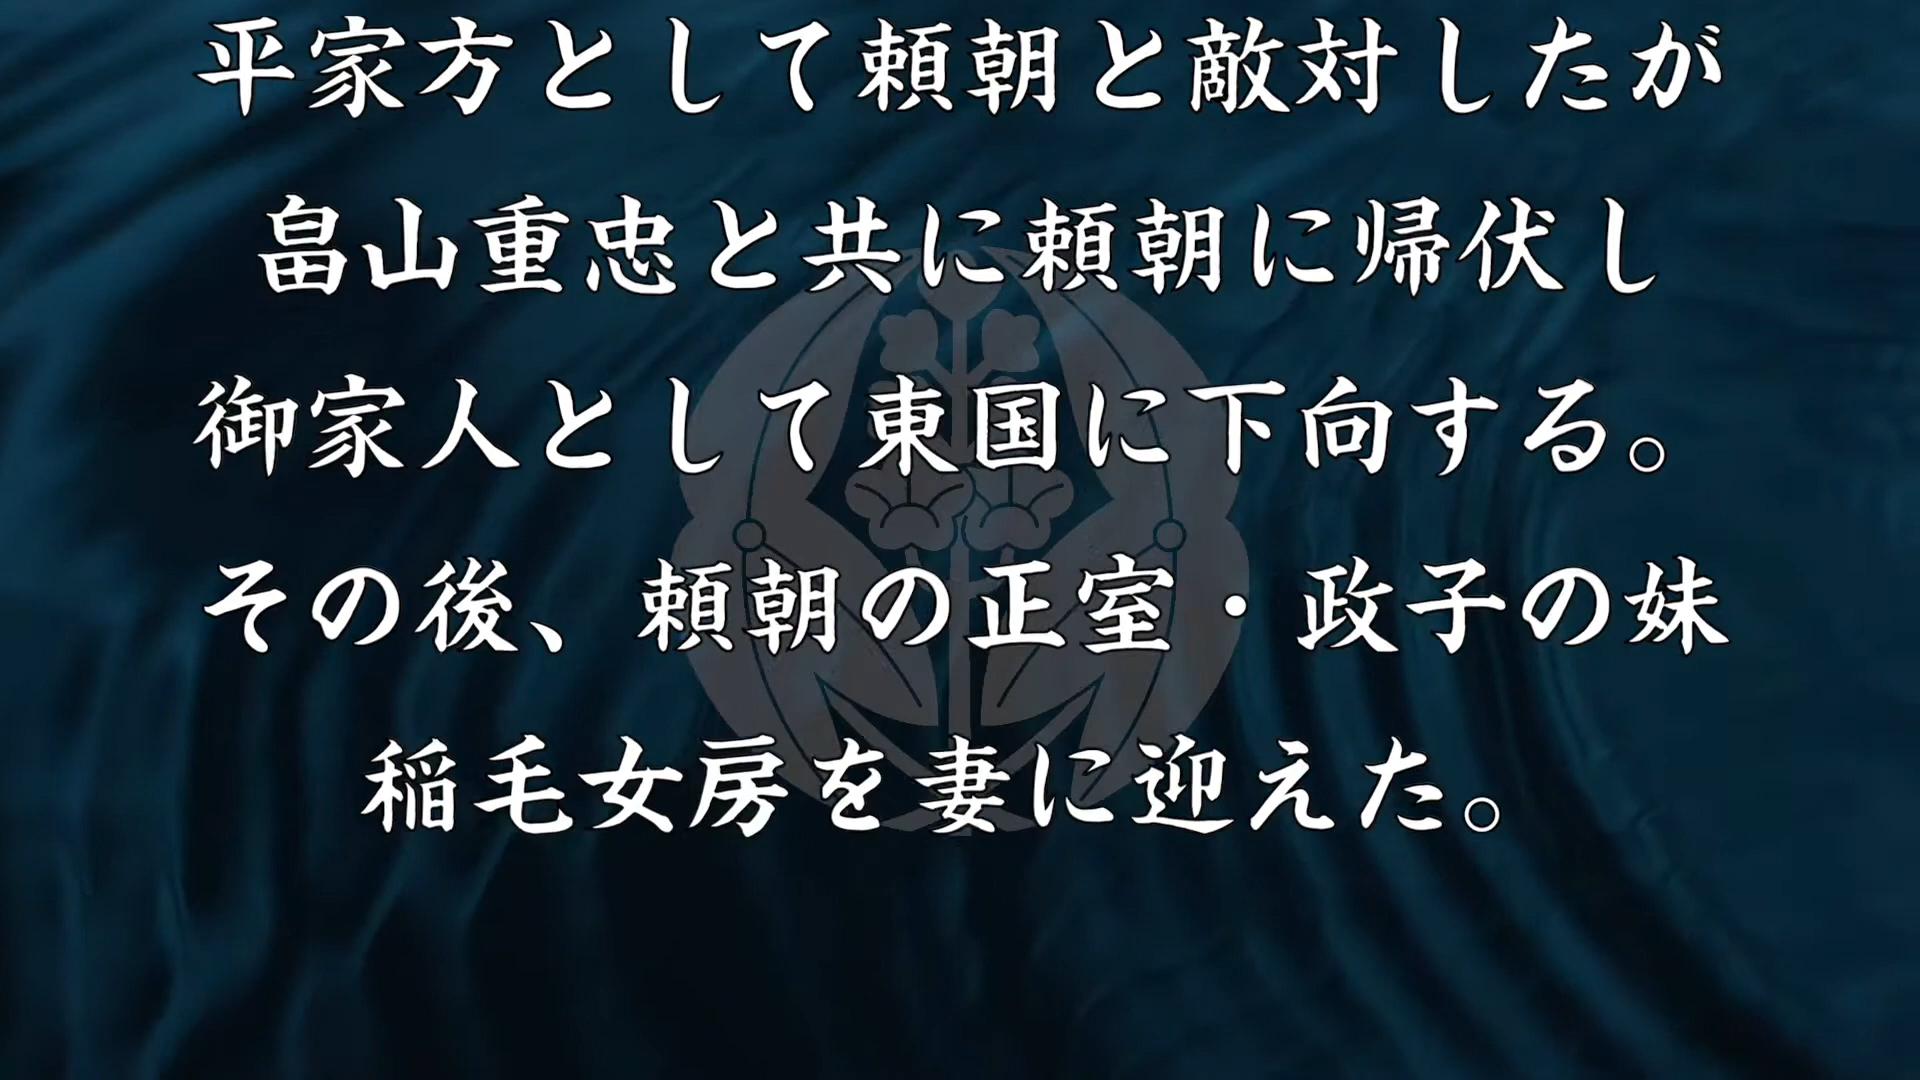 平家方として頼朝と敵対したが
畠山重忠と共に頼朝に帰伏し
御家人として東国に下向する。
その後、頼朝の正室・政子の妹
稲毛女房を妻に迎えた。